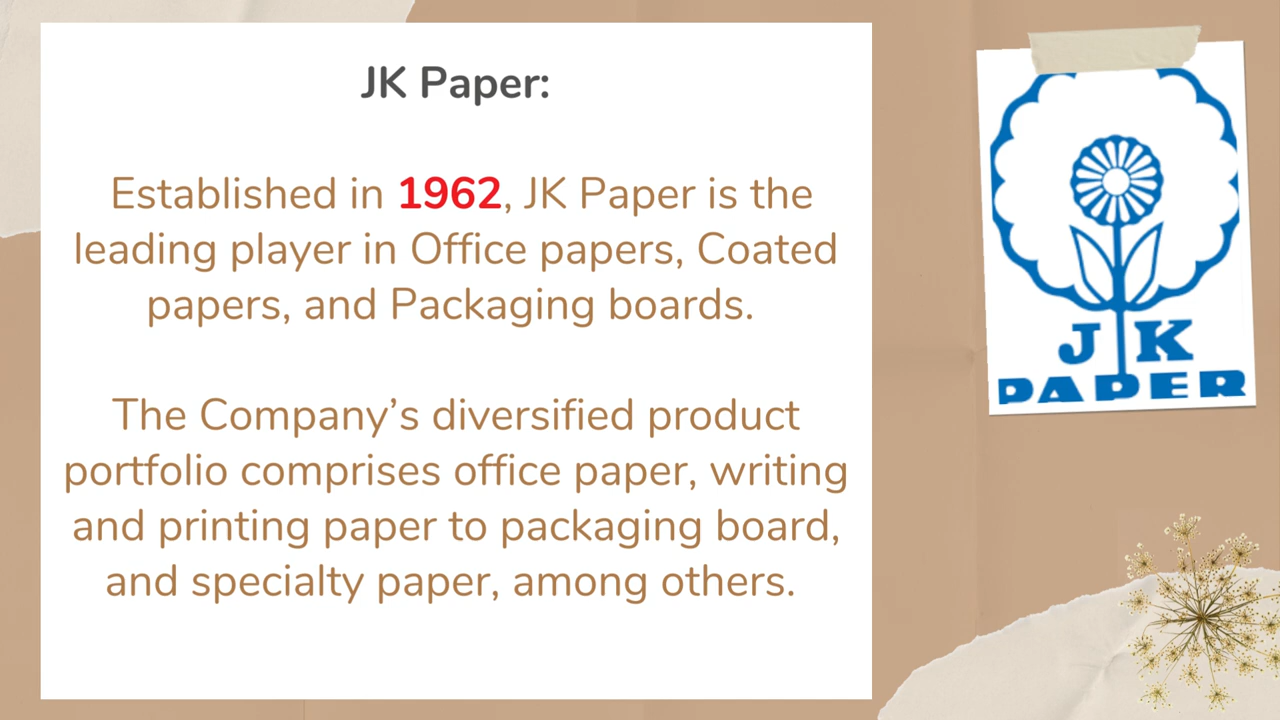 JK Paper:
Established in 1962, JK Paper is the
leading player in Office papers, Coated
papers, and Packaging boards.
The Company’s diversified product
portfolio comprises office paper, writing
and printing paper to packaging board,
and specialty paper, among others.
JK
PAPER